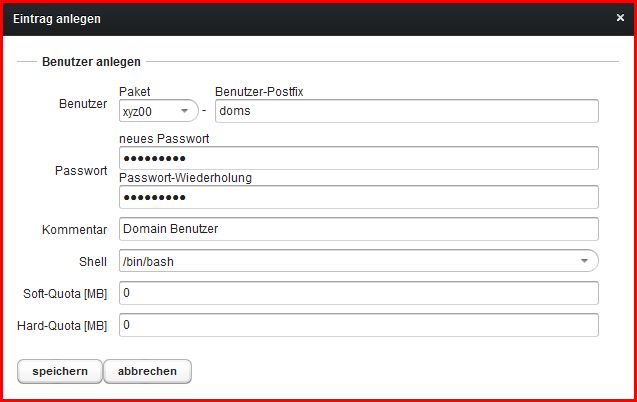 Eintrag anlegen ×
Benutzer anlegen
Paket Benutzer-Postfix
Benutzer xyz00 - doms
neues Passwort
●●●●●●●●●
Passwort
Passwort-Wiederholung
●●●●●●●●●
Kommentar Domain Benutzer
Shell /bin/bash
Soft-Quota [MB] 0
Hard-Quota [MB] 0
speichern abbrechen